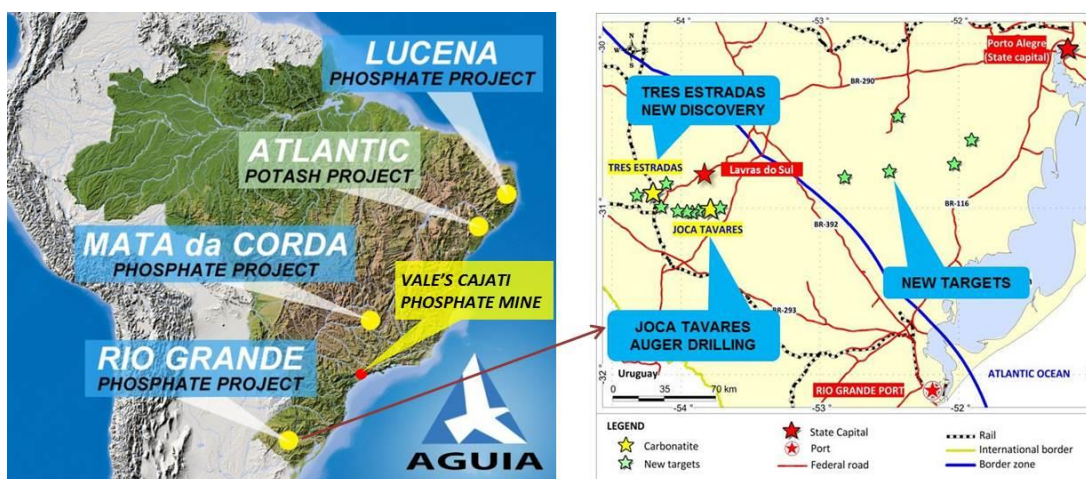 LUCENA
PHOSPHATE PROJECT
ATLANTIC
POTASH PROJECT
MATA da CORDA
PHOSPHATE PROJECT
VALE'S CAJATI
PHOSPHATE MINE
RIO GRANDE
PHOSPHATE PROJECT
AGUIA
-54
-53
-52
-30
Porto Alegre
(State capital)
N
BR-290
TRES ESTRADAS
NEW DISCOVERY
TRES ESTRADAS
Lavras do Sul
-31
JOCA TAVARES
BR-116
BR-392
NEW TARGETS
BR-293
JOCA TAVARES
AUGER DRILLING
-32
Uruguay
0 35 70 km
RIO GRANDE PORT
ATLANTIC OCEAN
-54
-53
-52
LEGEND
Carbonatite
New targets
State Capital
Port
Federal road
Rail
International border
Border zone